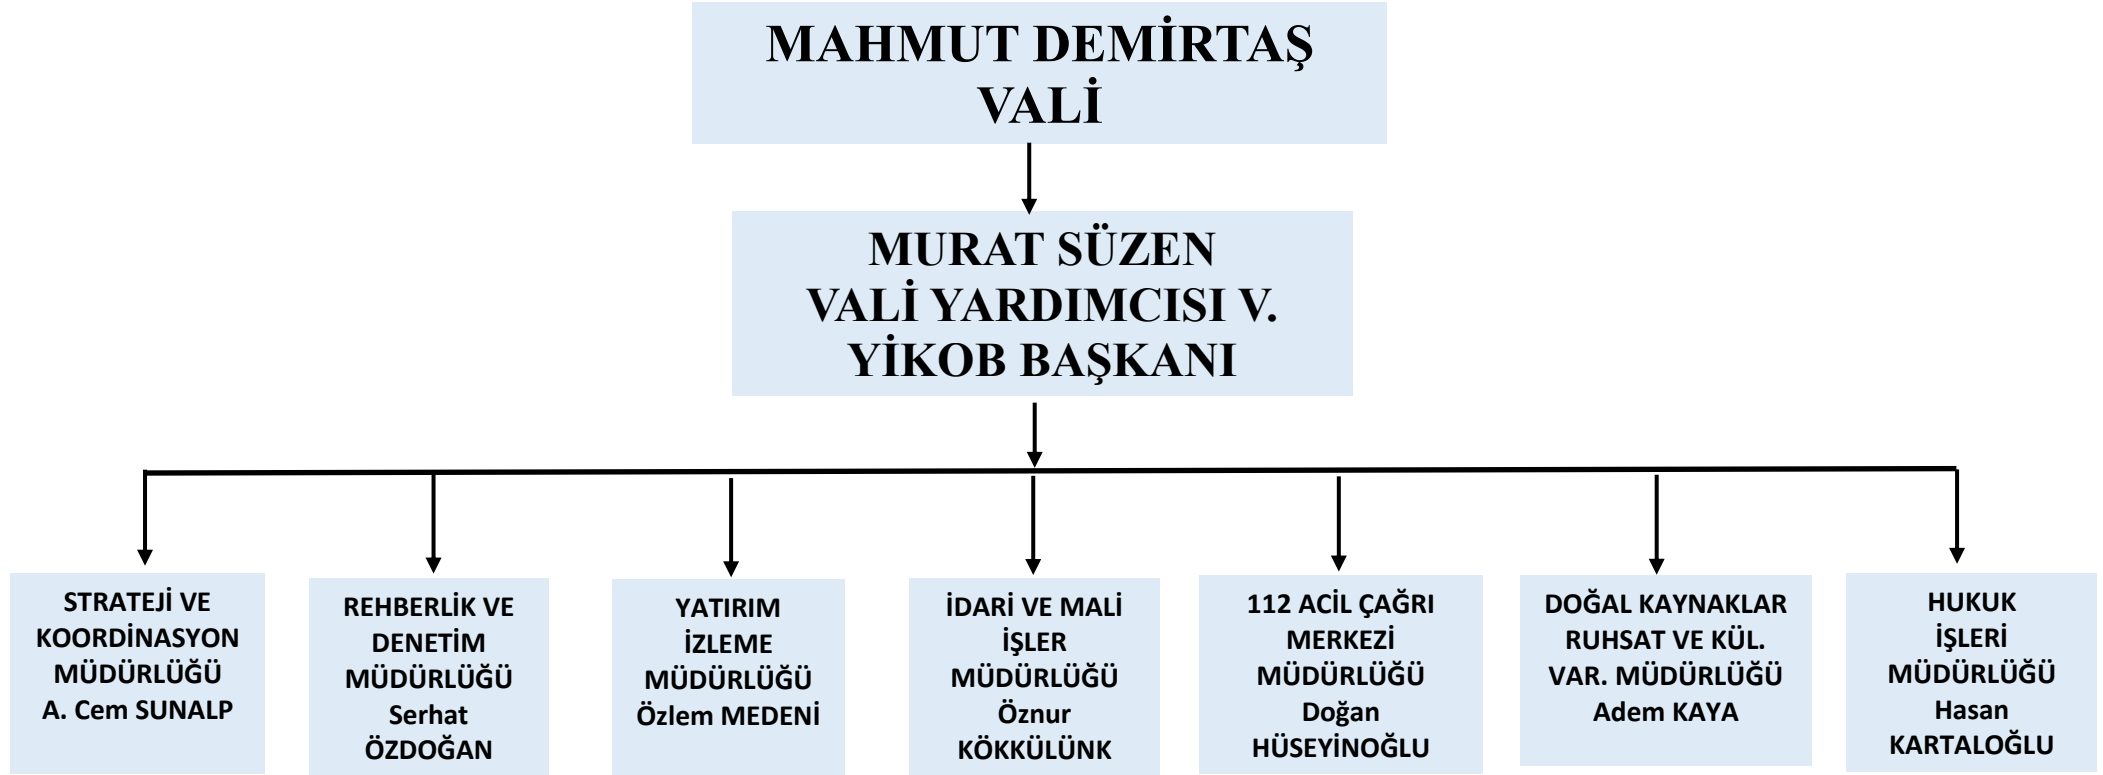 MAHMUT DEMİRTAŞ
VALİ
MURAT SÜZEN
VALİ YARDIMCISI V.
YİKOB BAŞKANI
STRATEJİ VE
KOORDİNASYON
MÜDÜRLÜĞÜ
A. Cem SUNALP
REHBERLİK VE
DENETİM
MÜDÜRLÜĞÜ
Serhat
ÖZDOĞAN
YATIRIM
İZLEME
MÜDÜRLÜĞÜ
Özlem MEDENİ
İDARİ VE MALİ
İŞLER
MÜDÜRLÜĞÜ
Öznur
KÖKKÜLÜNK
112 ACİL ÇAĞRI
MERKEZİ
MÜDÜRLÜĞÜ
Doğan
HÜSEYİNOĞLU
DOĞAL KAYNAKLAR
RUHSAT VE KÜL.
VAR. MÜDÜRLÜĞÜ
Adem KAYA
HUKUK
İŞLERİ
MÜDÜRLÜĞÜ
Hasan
KARTALOĞLU